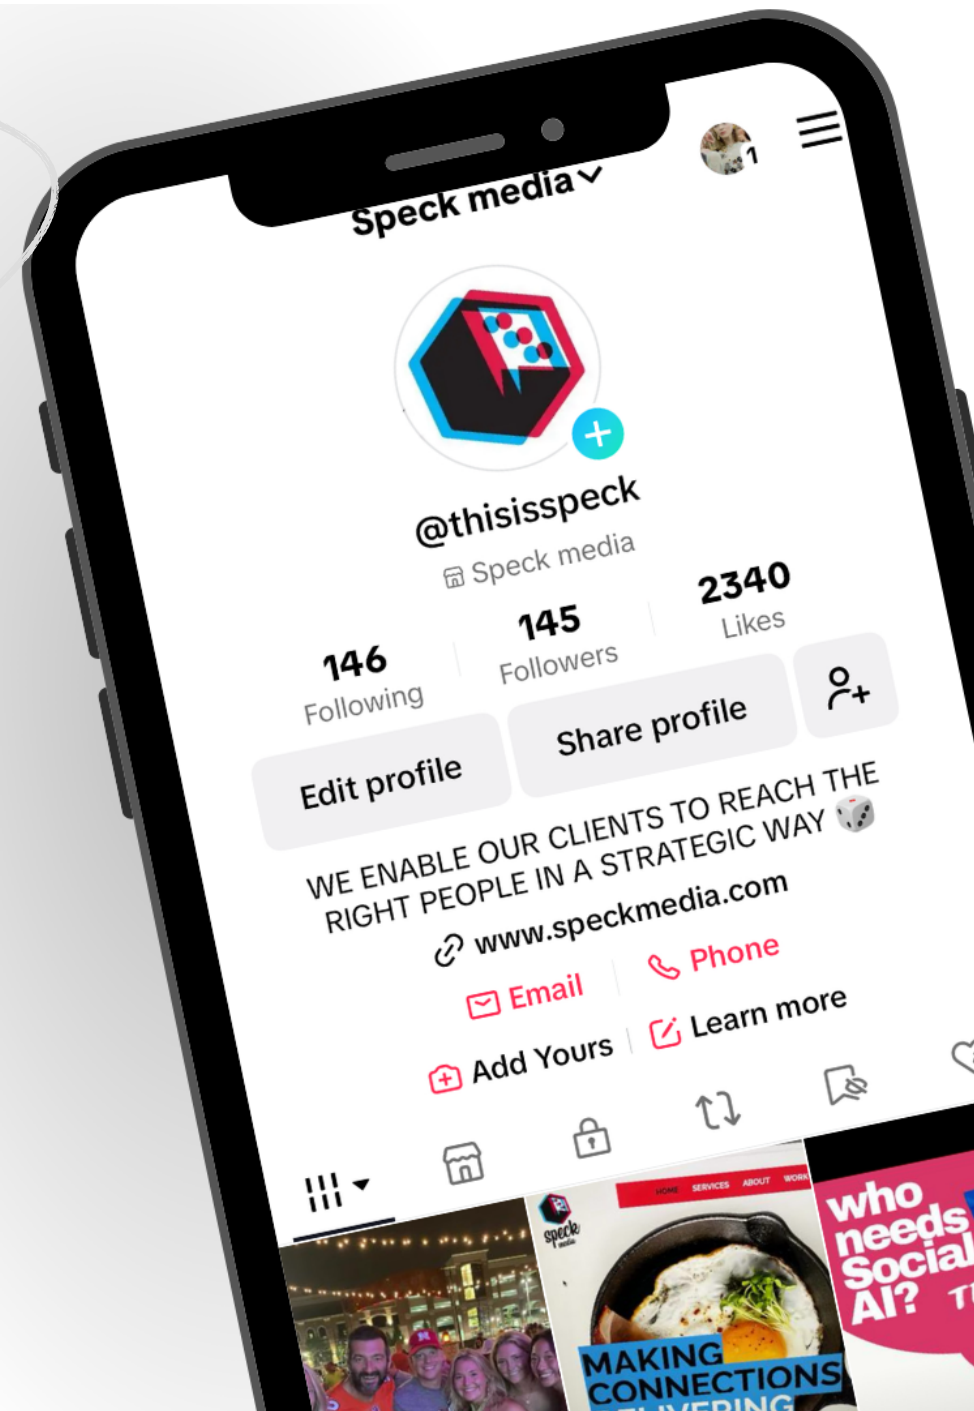 1
Speck media
@thisisspeck
Speck media
146
Following
145
Followers
2340
Likes
Edit profile
Share profile
WE ENABLE OUR CLIENTS TO REACH THE
RIGHT PEOPLE IN A STRATEGIC WAY
www.speckmedia.com
Email
Phone
Add Yours
Learn more
HOME SERVICES ABOUT WORK
speck
media
MAKING
CONNECTIONS
who
needs
Social
AI?